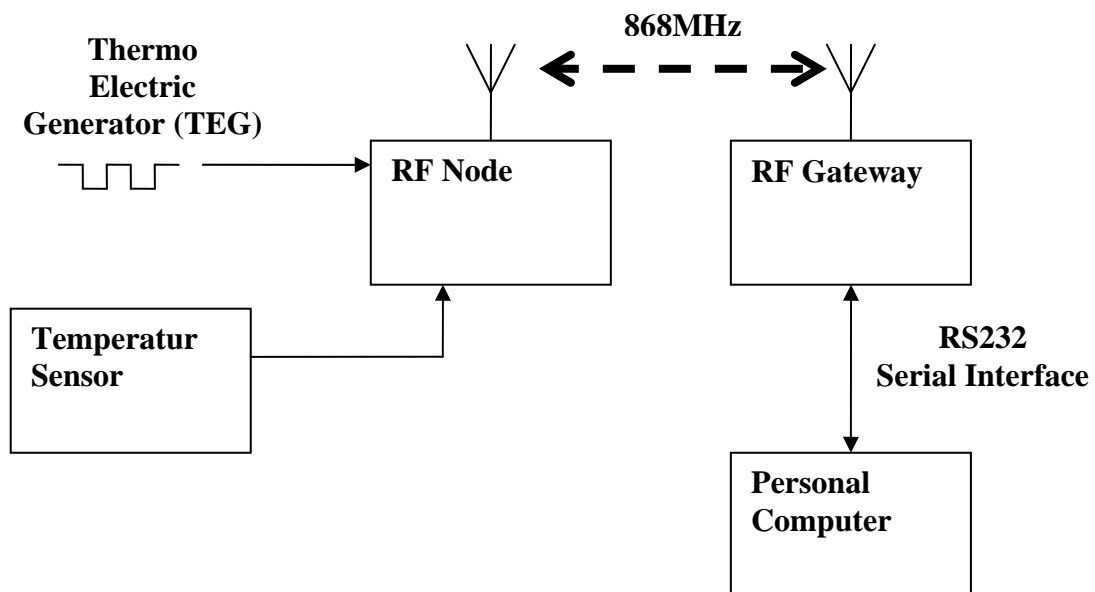 868MHz
Thermo
Electric
Generator (TEG)
RF Node
RF Gateway
Temperatur
Sensor
RS232
Serial Interface
Personal
Computer